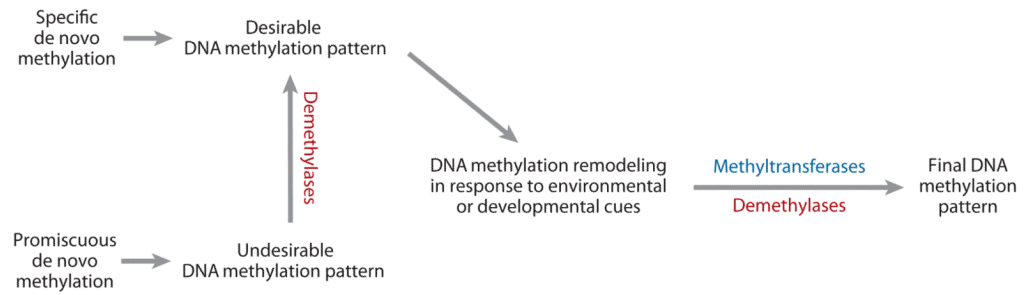 Specific
de novo
methylation
Desirable
DNA methylation pattern
Demethylases
Promiscuous
de novo
methylation
Undesirable
DNA methylation pattern
DNA methylation remodeling
in response to environmental
or developmental cues
Methyltransferases
Demethylases
Final DNA
methylation
pattern